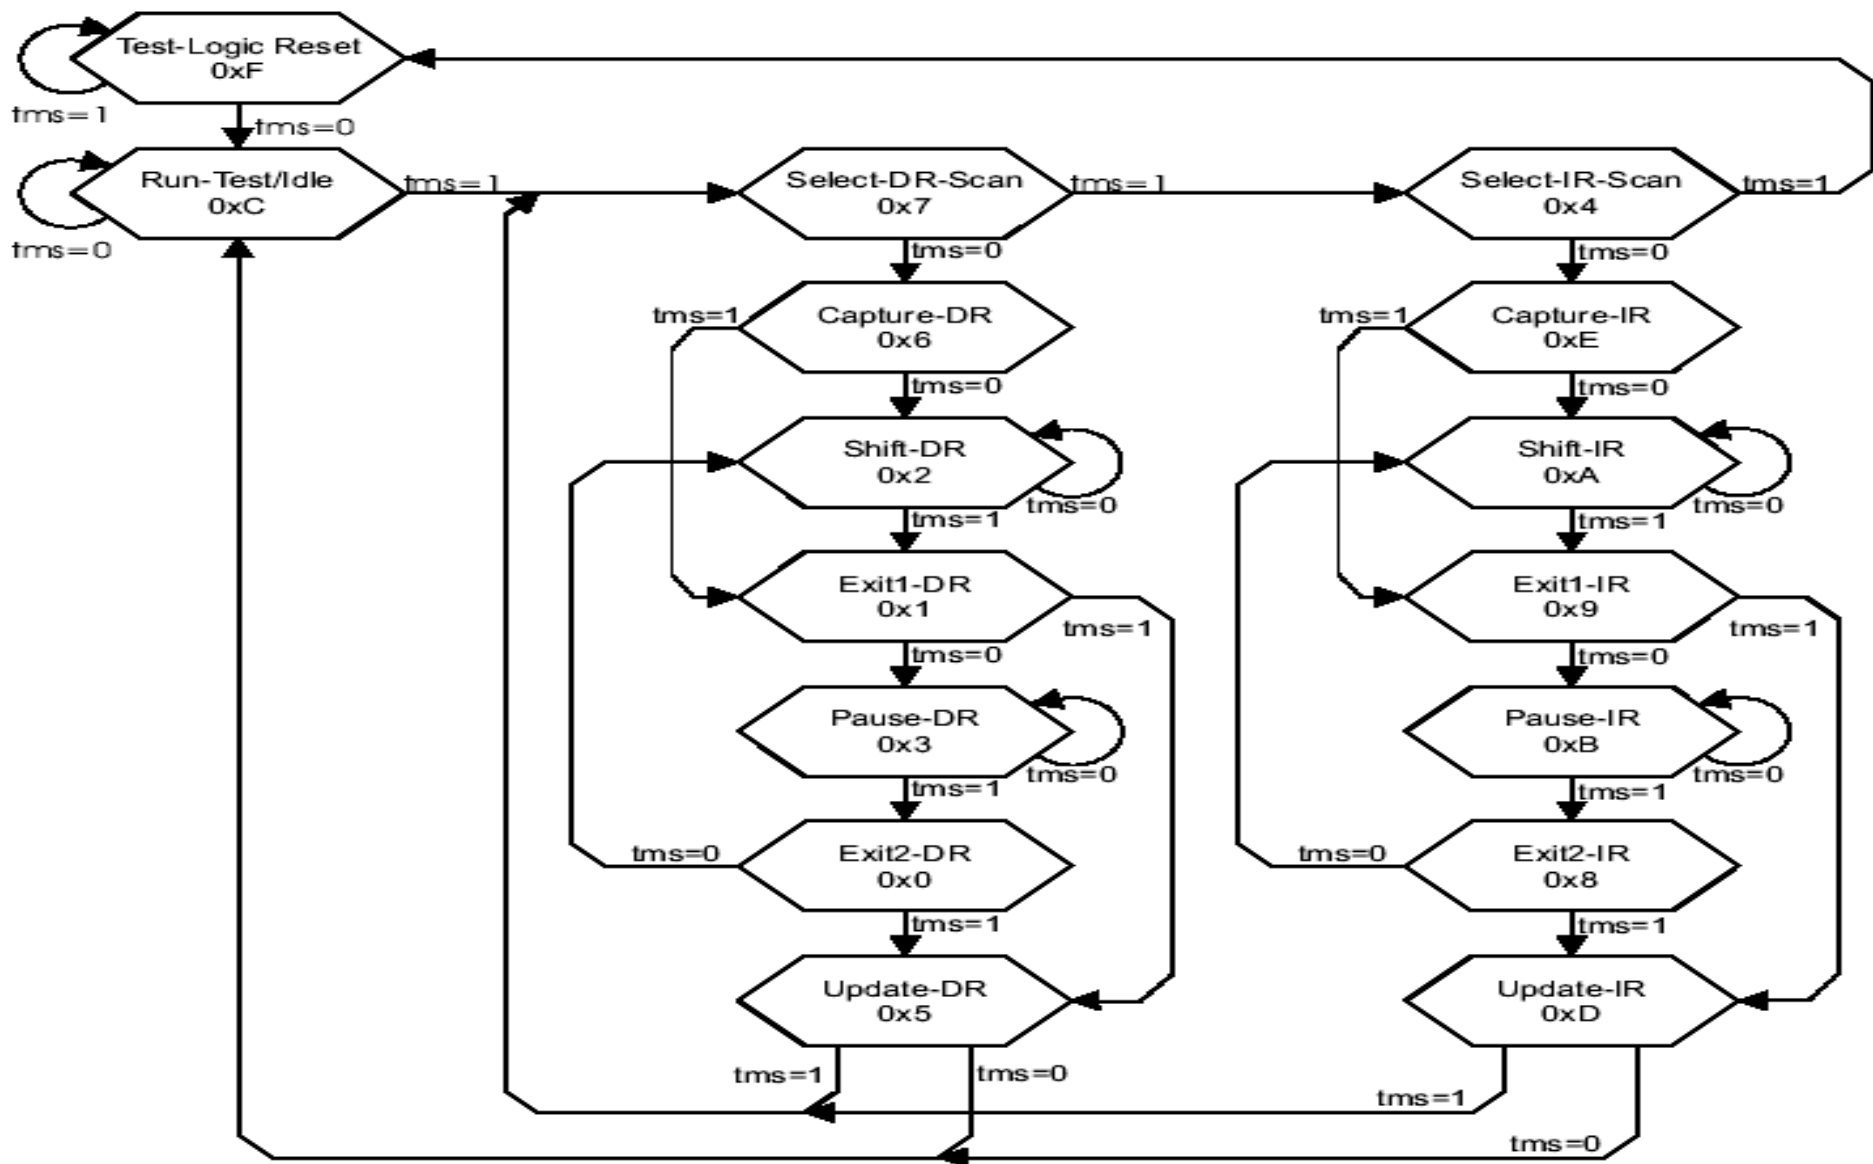 Test-Logic Reset
0xF
tms=1
tms=0
Run-Test/Idle
0xC
tms=0
tms=1
Select-DR-Scan
0x7
tms=1
Select-IR-Scan
0x4
tms=1
tms=0
tms=0
tms=1
Capture-DR
0x6
tms=1
Capture-IR
0xE
tms=0
tms=0
Shift-DR
0x2
tms=0
Shift-IR
0xA
tms=0
tms=1
tms=1
Exit1-DR
0x1
tms=1
Exit1-IR
0x9
tms=1
tms=0
tms=0
Pause-DR
0x3
tms=0
Pause-IR
0xB
tms=0
tms=1
tms=1
tms=0
Exit2-DR
0x0
tms=0
Exit2-IR
0x8
tms=1
tms=1
Update-DR
0x5
Update-IR
0xD
tms=1
tms=0
tms=1
tms=0